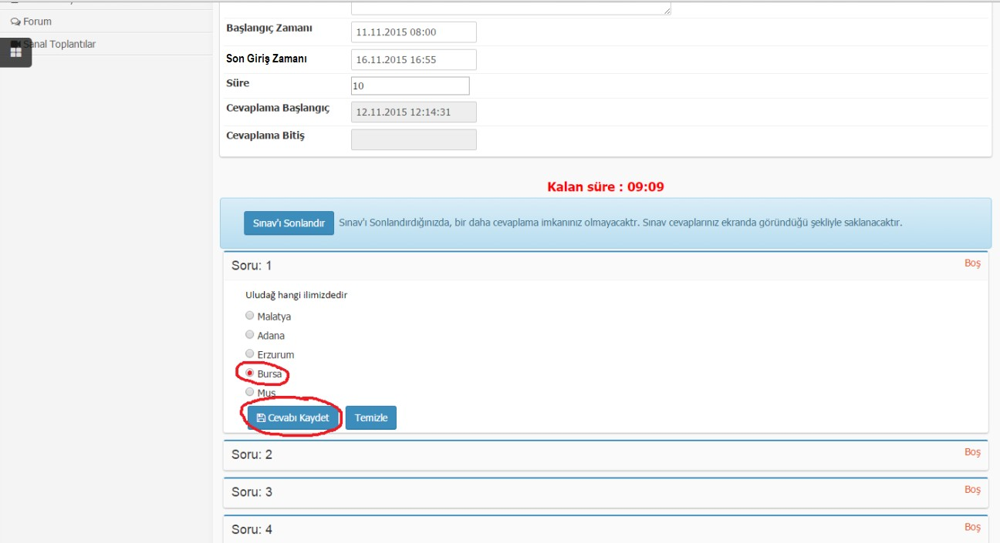 Forum
Sanal Toplantılar
Başlangıç Zamanı
11.11.2015 08:00
Son Giriş Zamanı
16.11.2015 16:55
Süre
10
Cevaplama Başlangıç
12.11.2015 12:14:31
Cevaplama Bitiş
Kalan süre : 09:09
Sınav'ı Sonlandır
Sınav'ı Sonlandırdığınızda, bir daha cevaplama imkanınız olmayacaktr. Sınav cevaplarınız ekranda göründüğü şekliyle saklanacaktır.
Soru: 1
Boş
Uludağ hangi ilimizdedir
Malatya
Adana
Erzurum
Bursa
Muş
Cevabı Kaydet
Temizle
Soru: 2
Boş
Soru: 3
Boş
Soru: 4
Boş